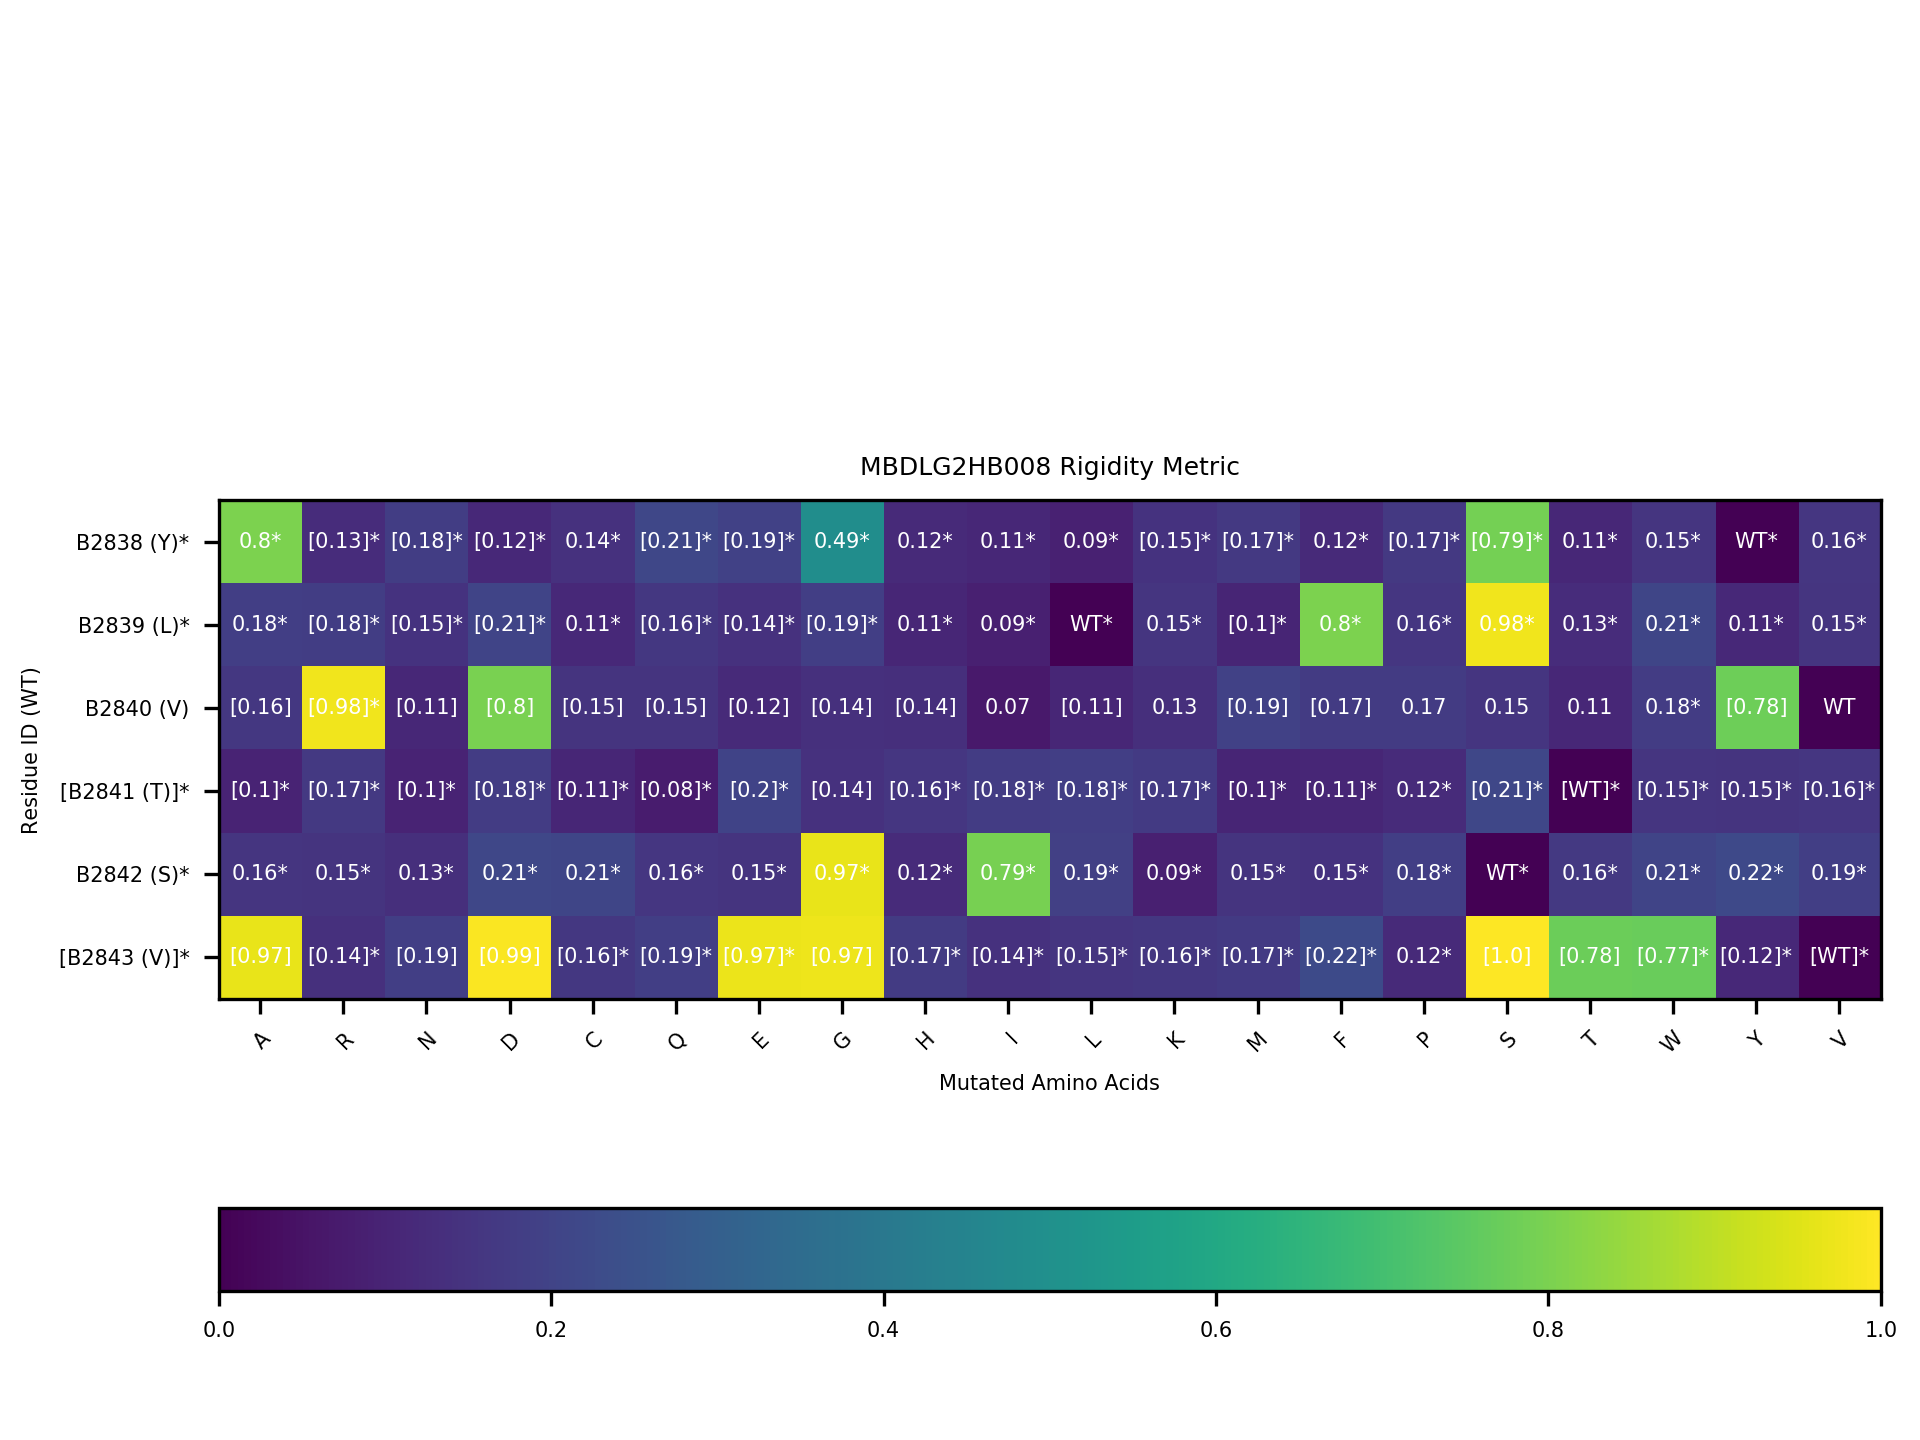 MBDLG2HB008 Rigidity Metric
Residue ID (WT)
B2838 (Y)* 0.8* [0.13]* [0.18]* [0.12]* 0.14* [0.21]* [0.19]* 0.49* 0.12* 0.11* 0.09* [0.15]* [0.17]* 0.12* [0.17]* [0.79]* 0.11* 0.15* WT* 0.16*
B2839 (L)* 0.18* [0.18]* [0.15]* [0.21]* 0.11* [0.16]* [0.14]* [0.19]* 0.11* 0.09* WT* 0.15* [0.1]* 0.8* 0.16* 0.98* 0.13* 0.21* 0.11* 0.15*
B2840 (V) [0.16] [0.98]* [0.11] [0.8] [0.15] [0.15] [0.12] [0.14] [0.14] 0.07 [0.11] 0.13 [0.19] [0.17] 0.17 0.15 0.11 0.18* [0.78] WT
[B2841 (T)]* [0.1]* [0.17]* [0.1]* [0.18]* [0.11]* [0.08]* [0.2]* [0.14] [0.16]* [0.18]* [0.18]* [0.17]* [0.1]* [0.11]* 0.12* [0.21]* [WT]* [0.15]* [0.15]* [0.16]*
B2842 (S)* 0.16* 0.15* 0.13* 0.21* 0.21* 0.16* 0.15* 0.97* 0.12* 0.79* 0.19* 0.09* 0.15* 0.15* 0.18* WT* 0.16* 0.21* 0.22* 0.19*
[B2843 (V)]* [0.97] [0.14]* [0.19] [0.99] [0.16]* [0.19]* [0.97]* [0.97] [0.17]* [0.14]* [0.15]* [0.16]* [0.17]* [0.22]* 0.12* [1.0] [0.78] [0.77]* [0.12]* [WT]*
A R N D C Q E G H I L K M F P S T W Y V
Mutated Amino Acids
0.0 0.2 0.4 0.6 0.8 1.0